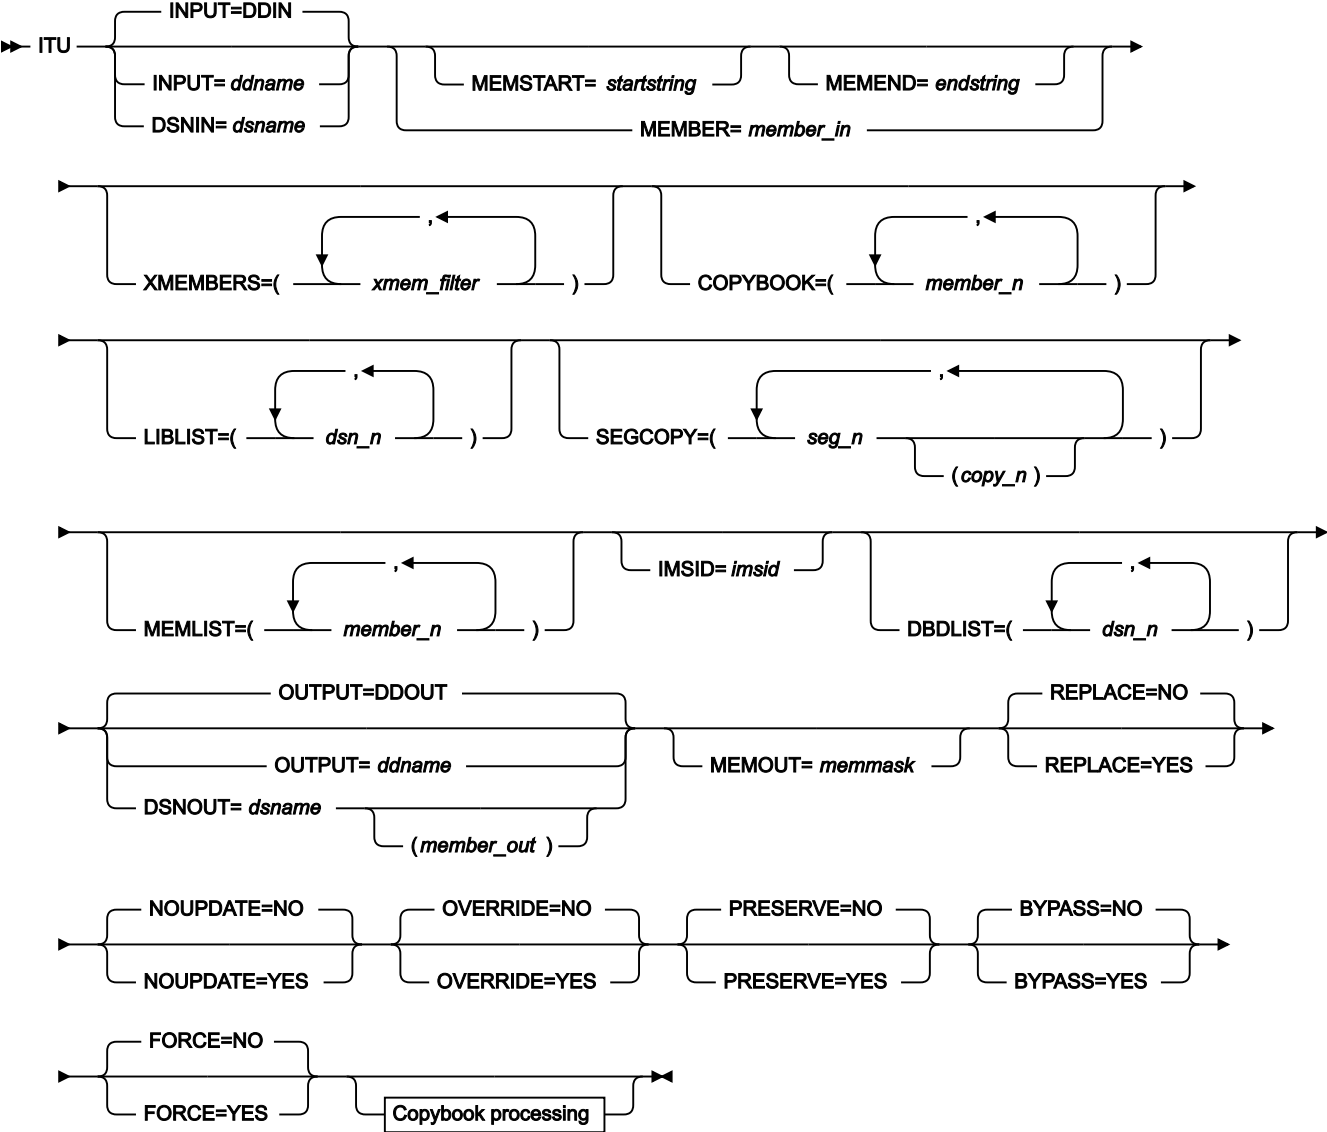 INPUT=DDIN
ITU
INPUT= ddname
DSNIN= dsname
MEMSTART= startstring
MEMEND= endstring
MEMBER= member_in
XMEMBERS=( xmem_filter , )
COPYBOOK=( member_n , )
LIBLIST=( dsn_n , )
SEGCOPY=( seg_n , )
(copy_n )
MEMLIST=( member_n , )
IMSID= imsid
DBDLIST=( dsn_n , )
OUTPUT=DDOUT
OUTPUT= ddname
DSNOUT= dsname
(member_out )
MEMOUT= memmask
REPLACE=NO
REPLACE=YES
NOUPDATE=NO
NOUPDATE=YES
OVERRIDE=NO
OVERRIDE=YES
PRESERVE=NO
PRESERVE=YES
BYPASS=NO
BYPASS=YES
FORCE=NO
FORCE=YES
Copybook processing